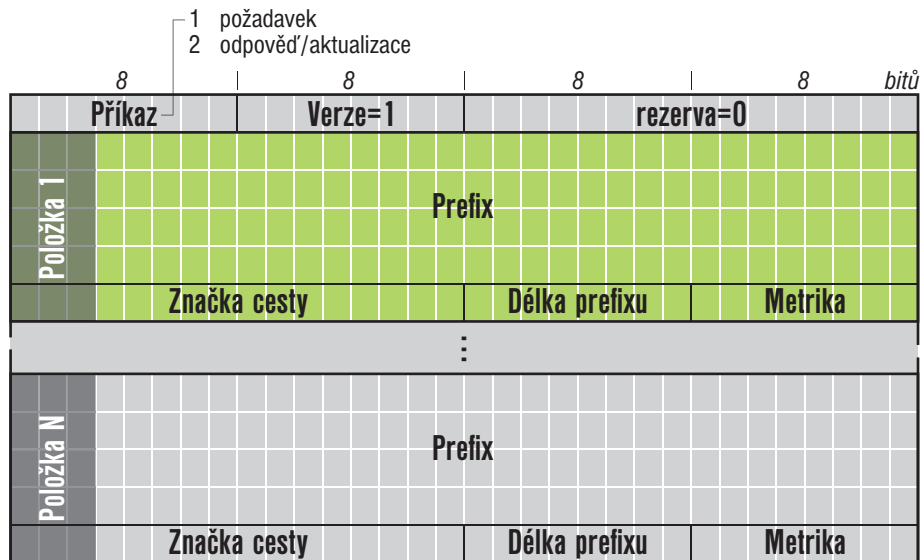 1 požadavek
2 odpověď/aktualizace
8 8 8 8 bitů
Příkaz Verze=1 rezerva=0
Položka 1
Prefix
Značka cesty Délka prefixu Metrika
⋮
Položka N
Prefix
Značka cesty Délka prefixu Metrika